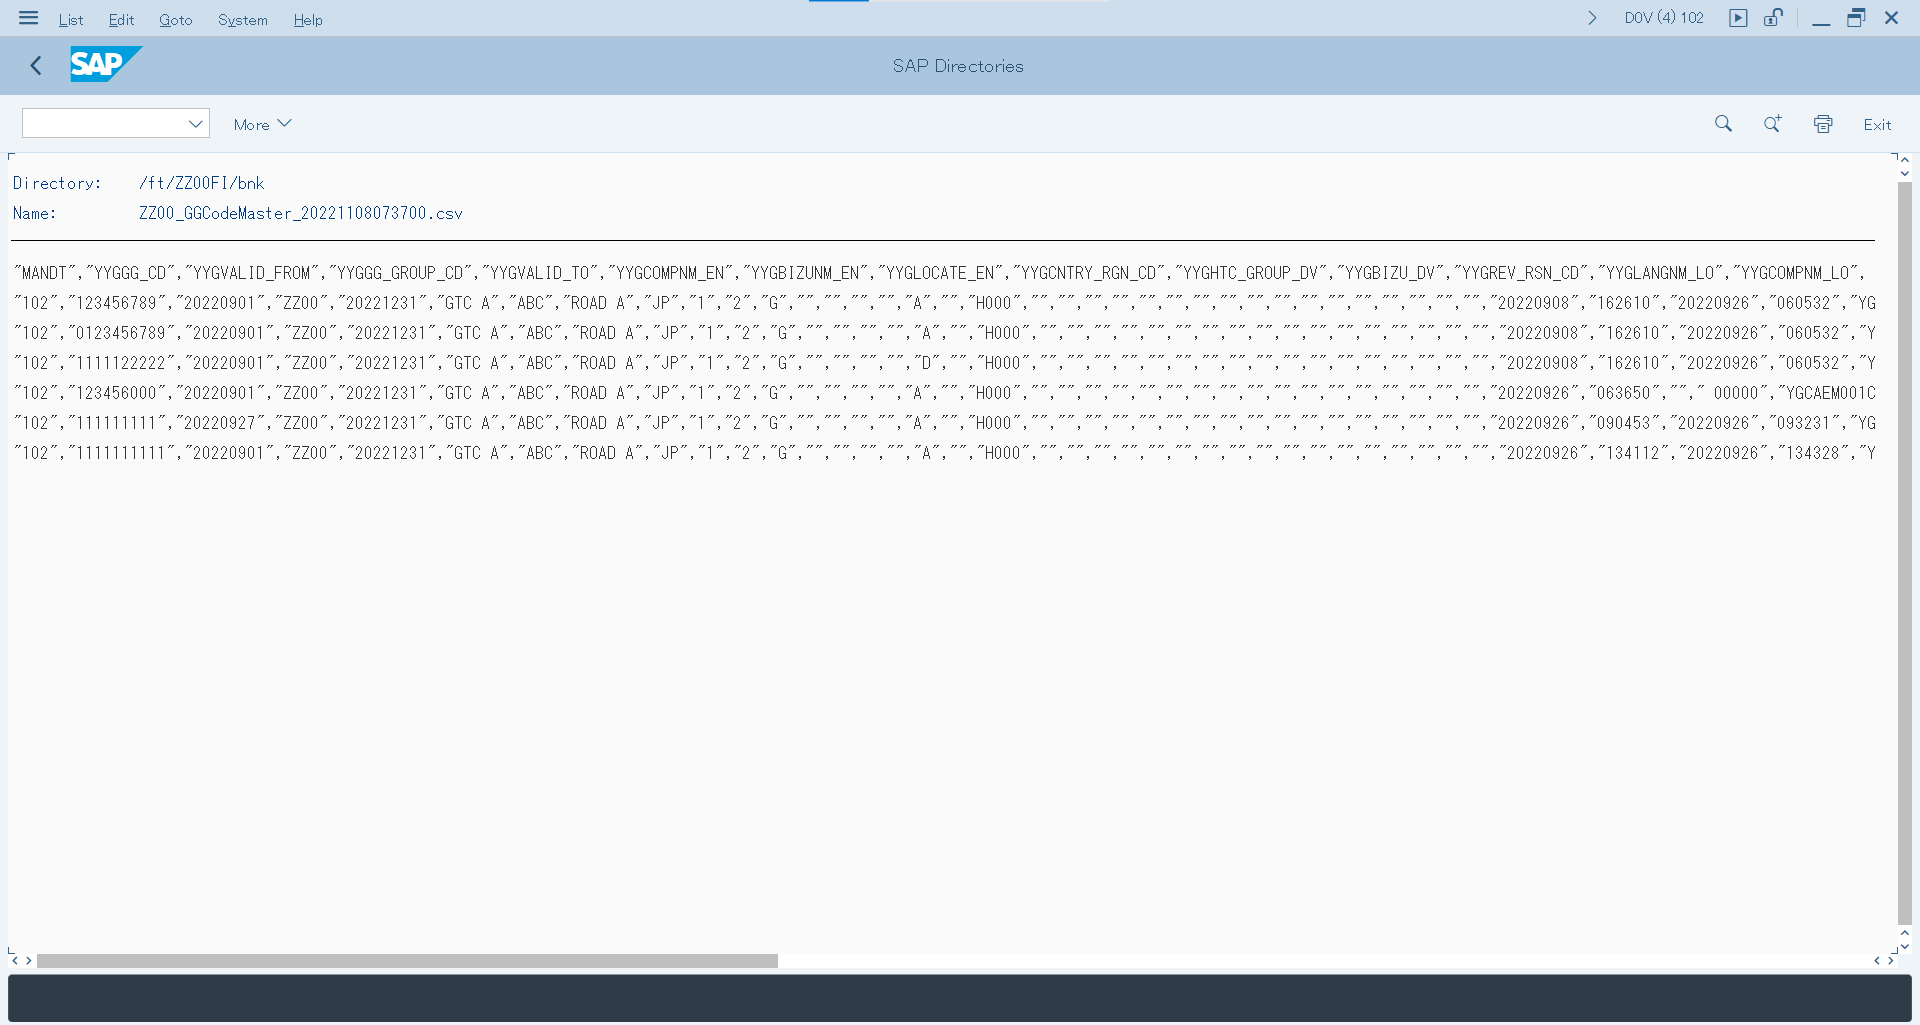 List Edit Goto System Help D0V (4) 102
SAP SAP Directories
More Exit
Directory: /ft/ZZ00FI/bnk
Name: ZZ00_GGCodeMaster_20221108073700.csv
"MANDT","YYGGG_CD","YYGVALID_FROM","YYGGG_GROUP_CD","YYGVALID_TO","YYGCOMPNM_EN","YYGBIZUNM_EN","YYGLOCATE_EN","YYGCNTRY_RGN_CD","YYGHTC_GROUP_DV","YYGBIZU_DV","YYGREV_RSN_CD","YYGLANGNM_LO","YYGCOMPNM_LO",
"102","123456789","20220901","ZZ00","20221231","GTC A","ABC","ROAD A","JP","1","2","G","","","","","A","","H000","","","","","","","","","","","","","","","","","","20220908","162610","20220926","060532","YG
"102","0123456789","20220901","ZZ00","20221231","GTC A","ABC","ROAD A","JP","1","2","G","","","","","A","","H000","","","","","","","","","","","","","","","","","","20220908","162610","20220926","060532","Y
"102","1111122222","20220901","ZZ00","20221231","GTC A","ABC","ROAD A","JP","1","2","G","","","","","D","","H000","","","","","","","","","","","","","","","","","","20220908","162610","20220926","060532","Y
"102","123456000","20220901","ZZ00","20221231","GTC A","ABC","ROAD A","JP","1","2","G","","","","","A","","H000","","","","","","","","","","","","","","","","","","20220926","063650",""," 00000","YGCAEM001C
"102","111111111","20220927","ZZ00","20221231","GTC A","ABC","ROAD A","JP","1","2","G","","","","","A","","H000","","","","","","","","","","","","","","","","","","20220926","090453","20220926","093231","YG
"102","1111111111","20220901","ZZ00","20221231","GTC A","ABC","ROAD A","JP","1","2","G","","","","","A","","H000","","","","","","","","","","","","","","","","","","20220926","134112","20220926","134328","Y